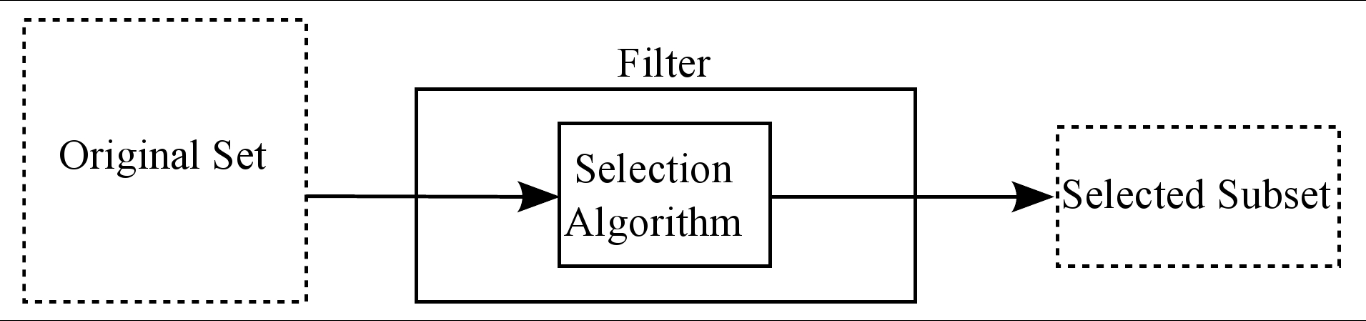 Filter
Original Set
Selection
Algorithm
Selected Subset